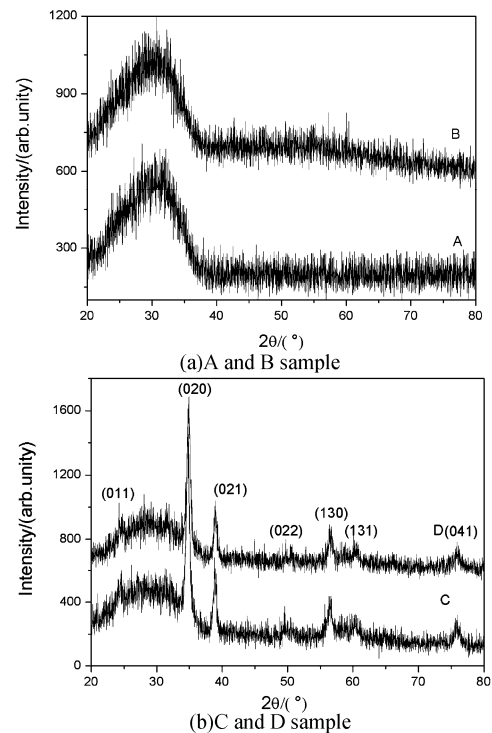 1200
900
600
300
Intensity/(arb.unity)
B
A
20 30 40 50 60 70 80
2θ/( °)
(a)A and B sample
(020)
1600
1200
800
400
0
Intensity/(arb.unity)
(011)
(021)
(022)
(130)
(131)
D(041)
C
20 30 40 50 60 70 80
2θ/( °)
(b)C and D sample